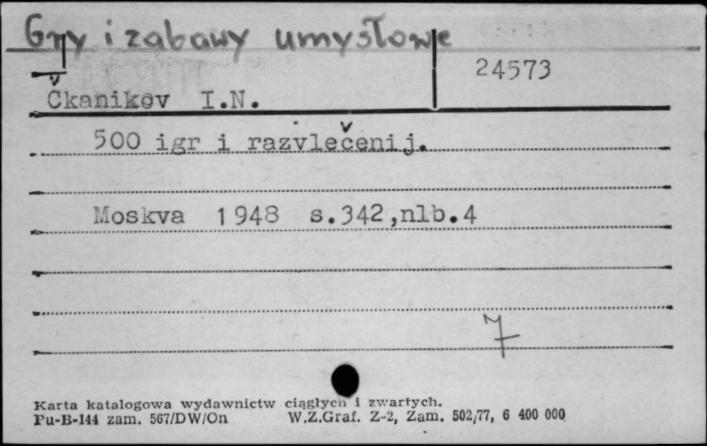 Gry i zabawy umysłowe
24573
Čkanikov I.N.
500 igr i razvlečenij.
Moskva 1948 s.342,nlb.4
7
Karta katalogowa wydawnictw ciągłych i zwartych.
Pu-B-144 zam. 567/DW/On W.Z.Graf. Z-2, Zam. 502/77, 6 400 000